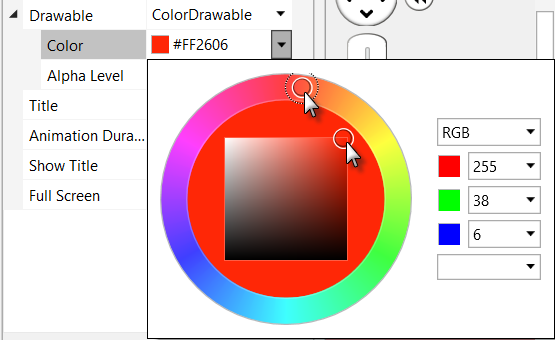 Drawable ColorDrawable
Color #FF2606
Alpha Level
Title
Animation Dura...
Show Title
Full Screen
RGB
255
38
6